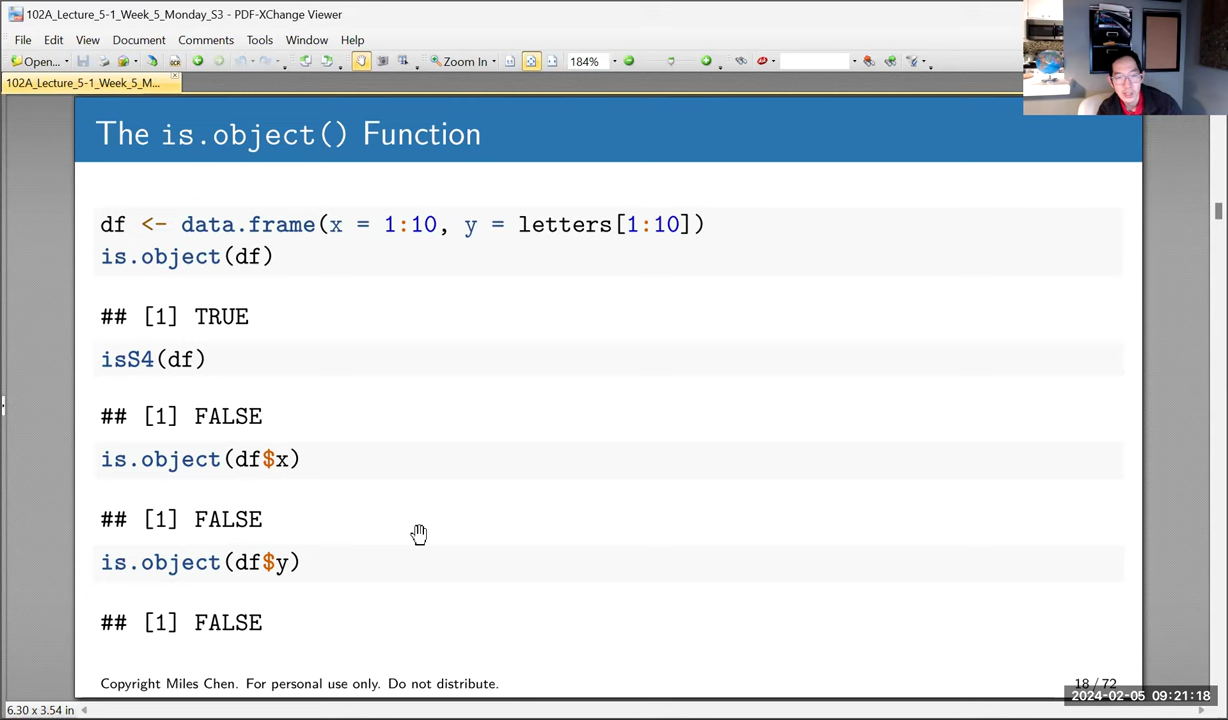 102A_Lecture_5-1_Week_5_Monday_S3 - PDF-XChange Viewer
File Edit View Document Comments Tools Window Help
Open... OCR Zoom In 184%
102A_Lecture_5-1_Week_5_M...
The is.object() Function
df <- data.frame(x = 1:10, y = letters[1:10])
is.object(df)
## [1] TRUE
isS4(df)
## [1] FALSE
is.object(df$x)
## [1] FALSE
is.object(df$y)
## [1] FALSE
Copyright Miles Chen. For personal use only. Do not distribute.
18 / 72
2024-02-05 09:21:18
6.30 x 3.54 in